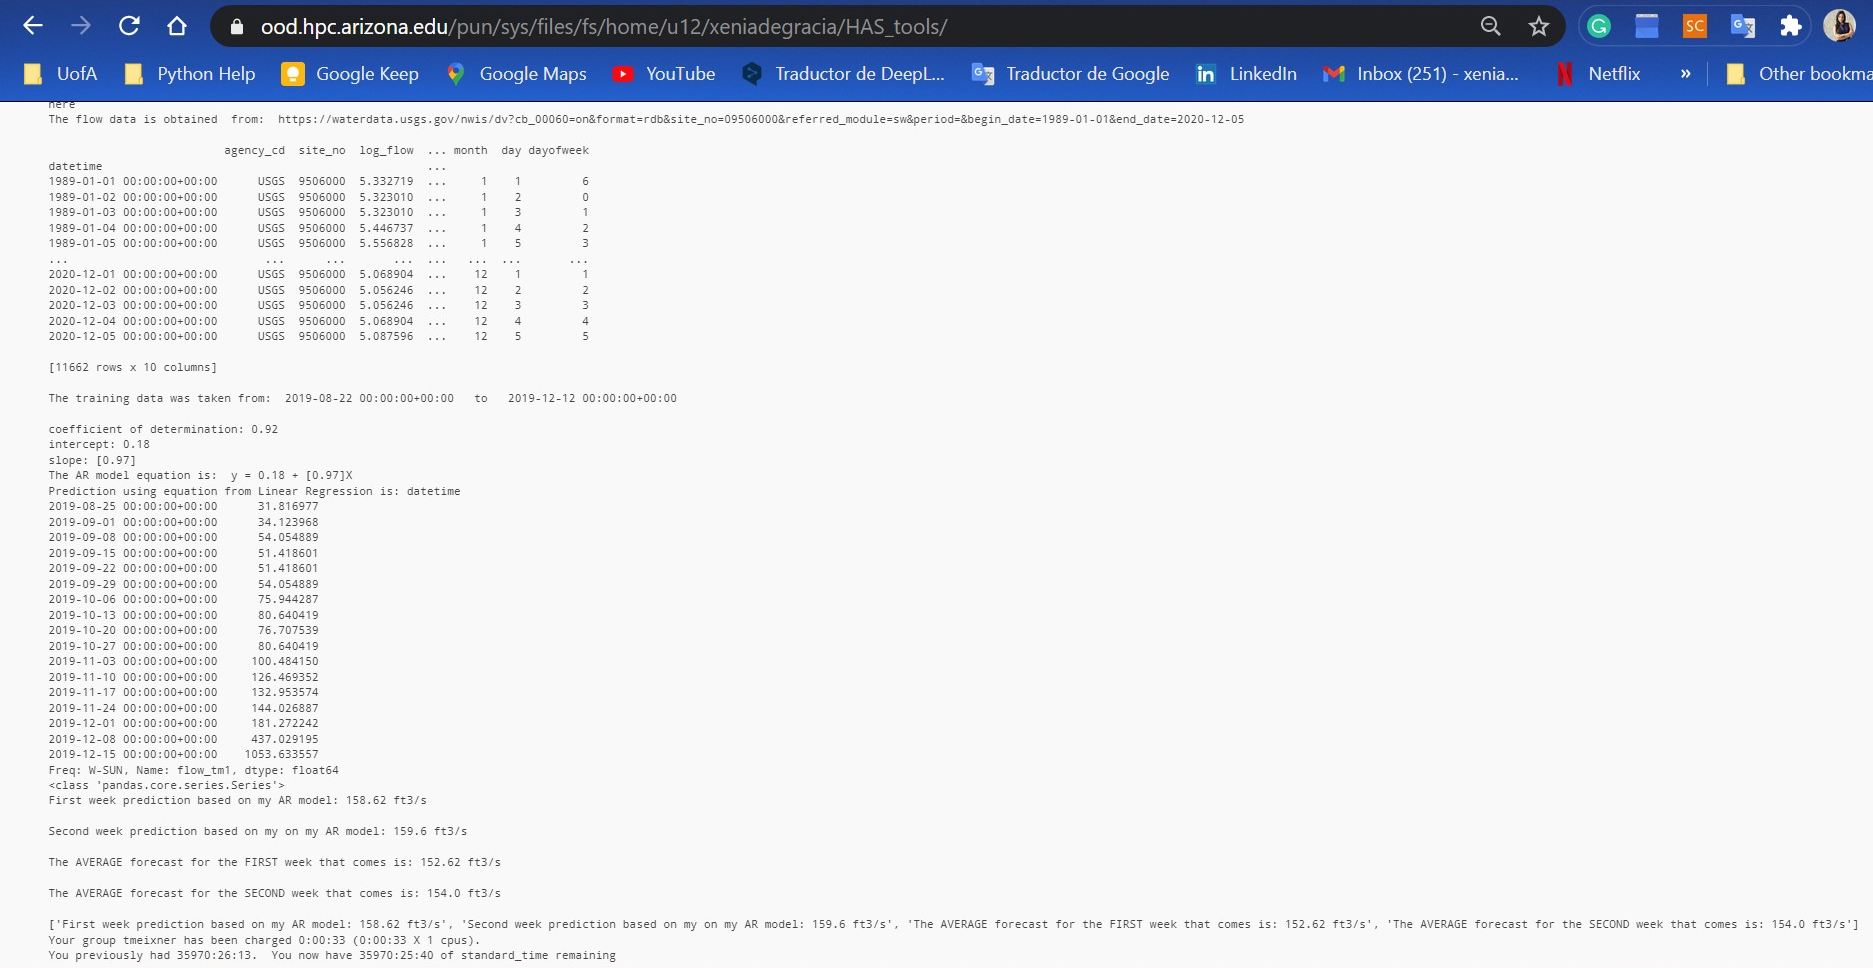 ood.hpc.arizona.edu/pun/sys/files/fs/home/u12/xeniadegracia/HAS_tools/
SC
UofA Python Help Google Keep Google Maps YouTube Traductor de DeepL... Traductor de Google LinkedIn Inbox (251) - xenia... Netflix » Other bookma
here
The flow data is obtained  from:  https://waterdata.usgs.gov/nwis/dv?cb_00060=on&format=rdb&site_no=09506000&referred_module=sw&period=&begin_date=1989-01-01&end_date=2020-12-05
agency_cd  site_no  log_flow  ... month  day dayofweek
datetime ...
1989-01-01 00:00:00+00:00 USGS 9506000 5.332719 ... 1 1 6
1989-01-02 00:00:00+00:00 USGS 9506000 5.323010 ... 1 2 0
1989-01-03 00:00:00+00:00 USGS 9506000 5.323010 ... 1 3 1
1989-01-04 00:00:00+00:00 USGS 9506000 5.446737 ... 1 4 2
1989-01-05 00:00:00+00:00 USGS 9506000 5.556828 ... 1 5 3
... ... ... ... ... ... ... ...
2020-12-01 00:00:00+00:00 USGS 9506000 5.068904 ... 12 1 1
2020-12-02 00:00:00+00:00 USGS 9506000 5.056246 ... 12 2 2
2020-12-03 00:00:00+00:00 USGS 9506000 5.056246 ... 12 3 3
2020-12-04 00:00:00+00:00 USGS 9506000 5.068904 ... 12 4 4
2020-12-05 00:00:00+00:00 USGS 9506000 5.087596 ... 12 5 5
[11662 rows x 10 columns]
The training data was taken from:  2019-08-22 00:00:00+00:00   to   2019-12-12 00:00:00+00:00
coefficient of determination: 0.92
intercept: 0.18
slope: [0.97]
The AR model equation is:  y = 0.18 + [0.97]X
Prediction using equation from Linear Regression is: datetime
2019-08-25 00:00:00+00:00 31.816977
2019-09-01 00:00:00+00:00 34.123968
2019-09-08 00:00:00+00:00 54.054889
2019-09-15 00:00:00+00:00 51.418601
2019-09-22 00:00:00+00:00 51.418601
2019-09-29 00:00:00+00:00 54.054889
2019-10-06 00:00:00+00:00 75.944287
2019-10-13 00:00:00+00:00 80.640419
2019-10-20 00:00:00+00:00 76.707539
2019-10-27 00:00:00+00:00 80.640419
2019-11-03 00:00:00+00:00 100.484150
2019-11-10 00:00:00+00:00 126.469352
2019-11-17 00:00:00+00:00 132.953574
2019-11-24 00:00:00+00:00 144.026887
2019-12-01 00:00:00+00:00 181.272242
2019-12-08 00:00:00+00:00 437.029195
2019-12-15 00:00:00+00:00 1053.633557
Freq: W-SUN, Name: flow_tm1, dtype: float64
<class 'pandas.core.series.Series'>
First week prediction based on my AR model: 158.62 ft3/s
Second week prediction based on my on my AR model: 159.6 ft3/s
The AVERAGE forecast for the FIRST week that comes is: 152.62 ft3/s
The AVERAGE forecast for the SECOND week that comes is: 154.0 ft3/s
['First week prediction based on my AR model: 158.62 ft3/s', 'Second week prediction based on my on my AR model: 159.6 ft3/s', 'The AVERAGE forecast for the FIRST week that comes is: 152.62 ft3/s', 'The AVERAGE forecast for the SECOND week that comes is: 154.0 ft3/s']
Your group tmeixner has been charged 0:00:33 (0:00:33 X 1 cpus).
You previously had 35970:26:13.  You now have 35970:25:40 of standard_time remaining